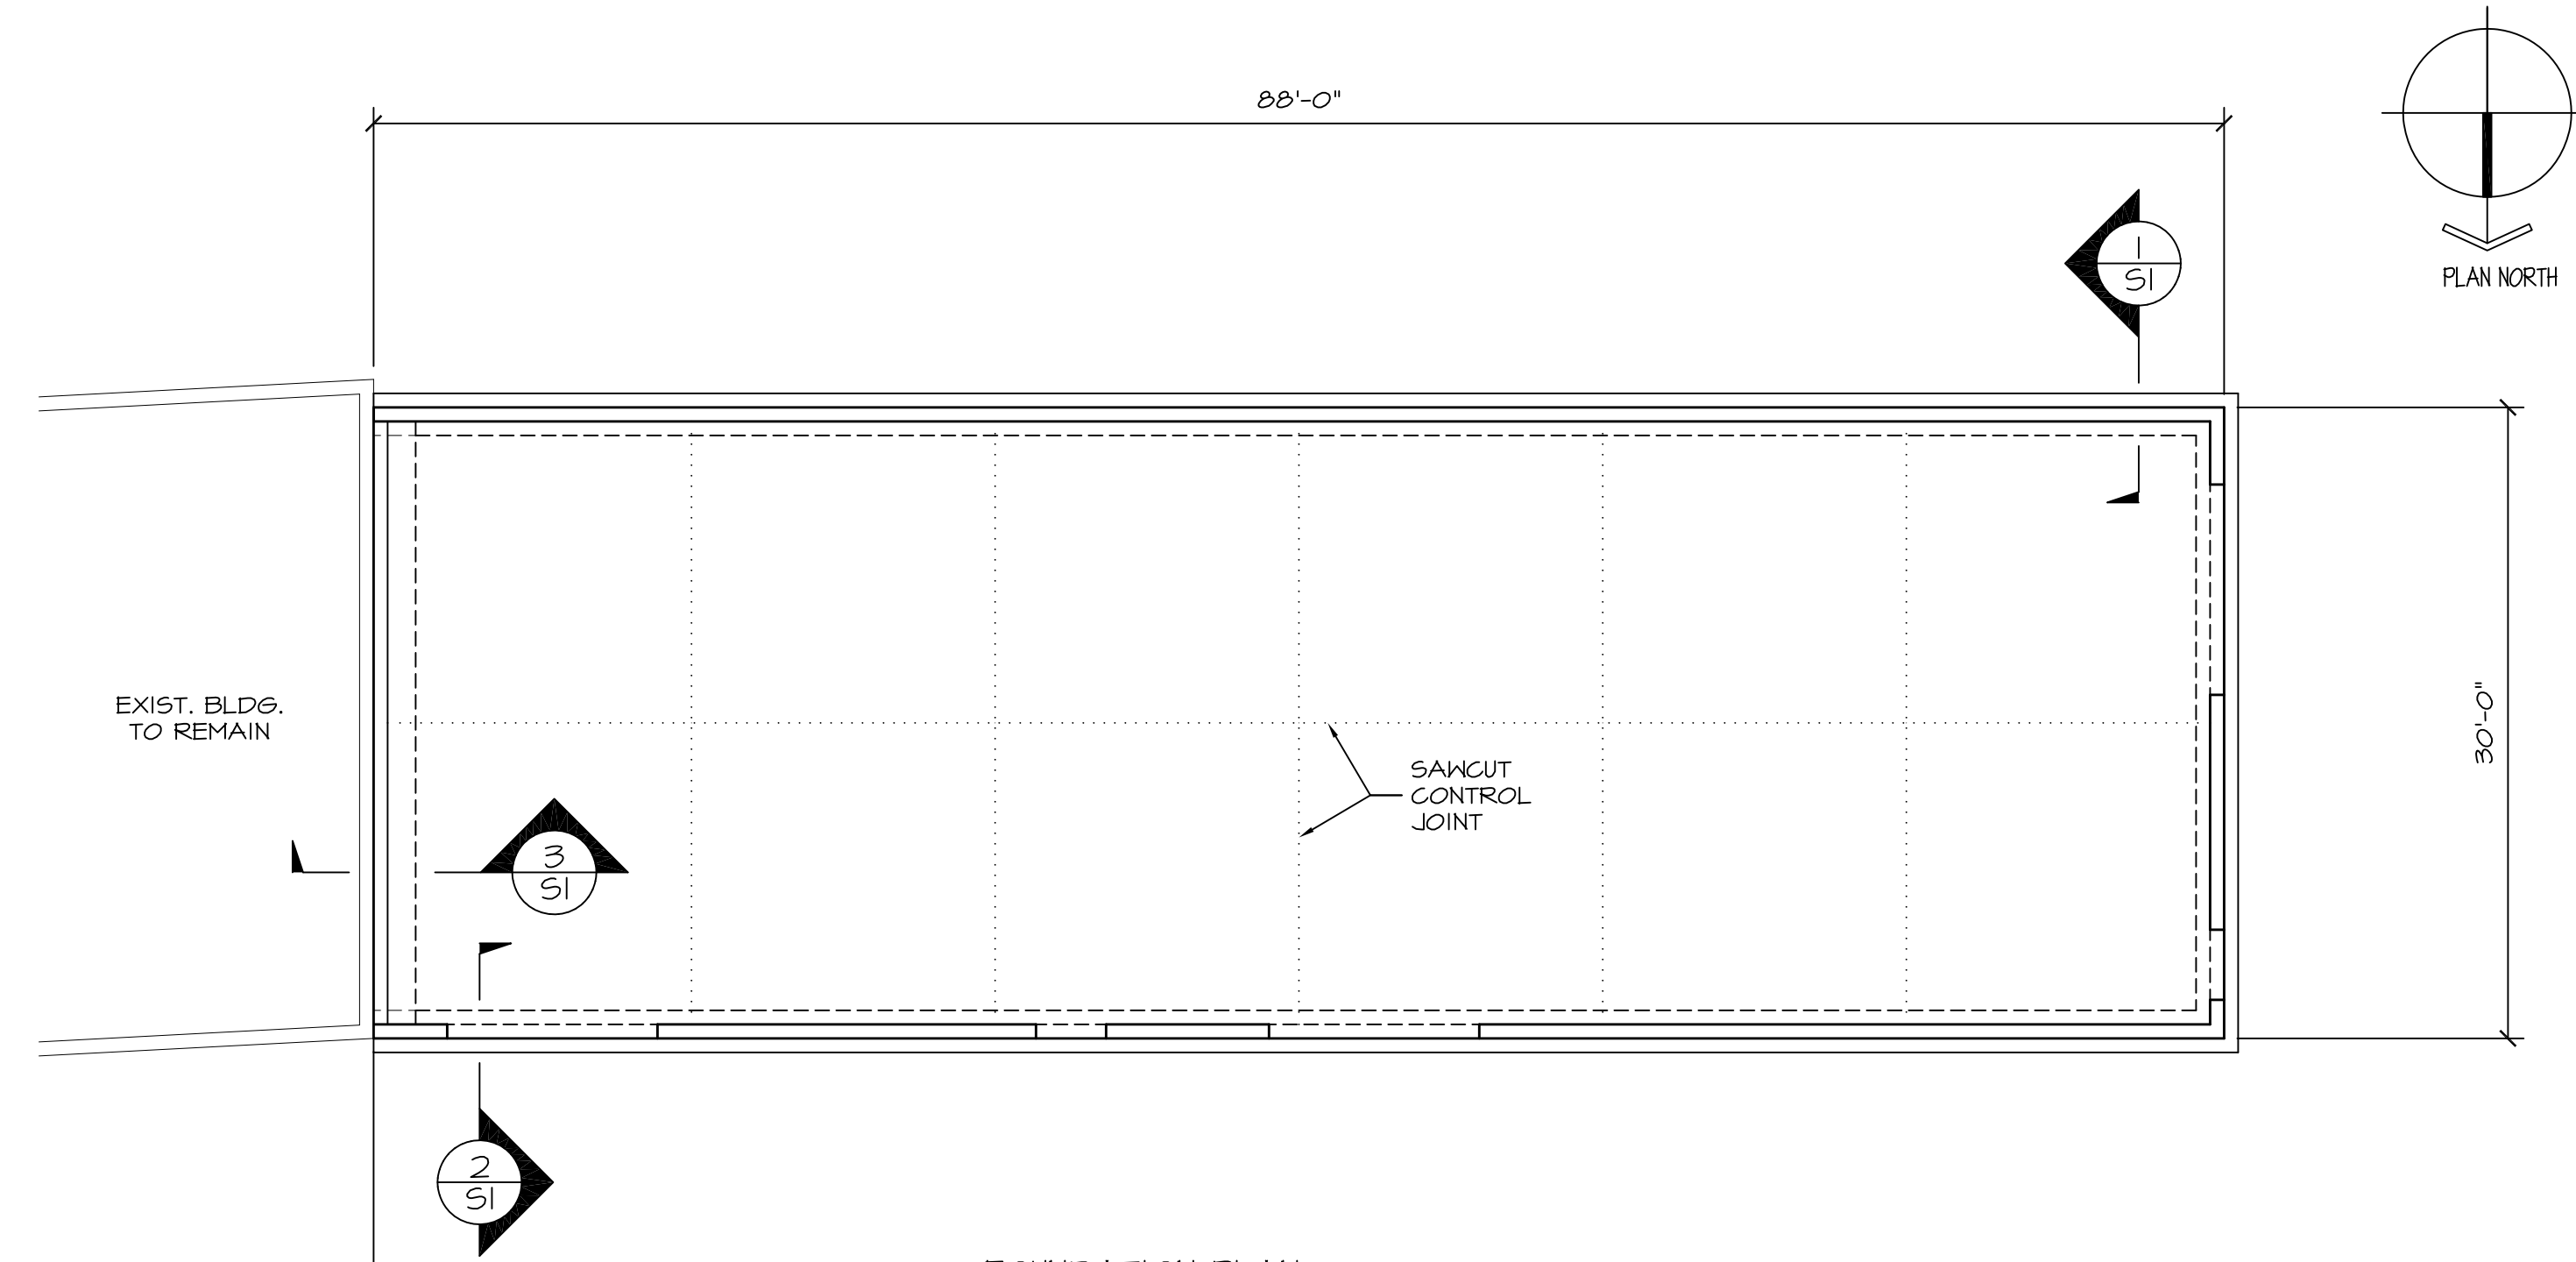 88'-0"
1
S1
PLAN NORTH
EXIST. BLDG.
TO REMAIN
30'-0"
SAWCUT
CONTROL
JOINT
3
S1
2
S1